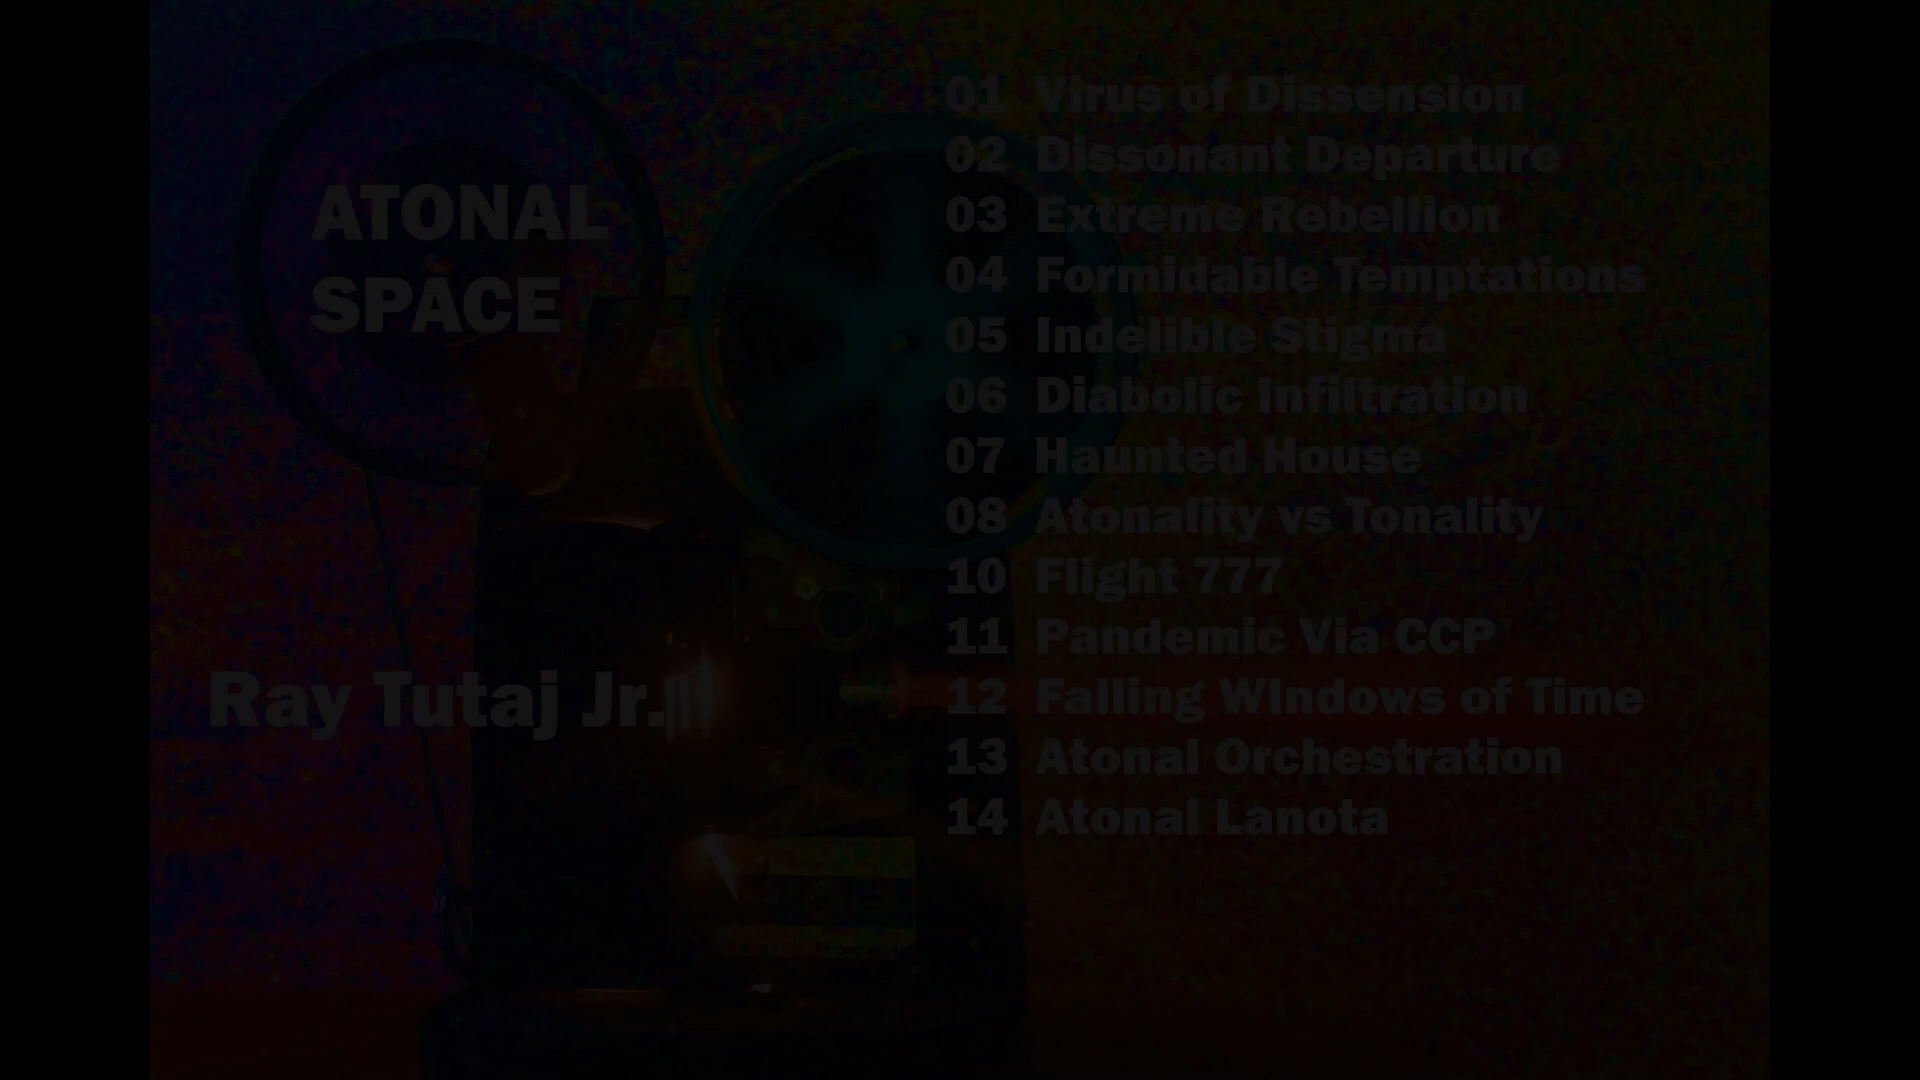 ATONAL
SPACE
Ray Tutaj Jr.
01 Virus of Dissension
02 Dissonant Departure
03 Extreme Rebellion
04 Formidable Temptations
05 Indelible Stigma
06 Diabolic Infiltration
07 Haunted House
08 Atonality vs Tonality
10 Flight 777
11 Pandemic Via CCP
12 Falling WIndows of Time
13 Atonal Orchestration
14 Atonal Lanota